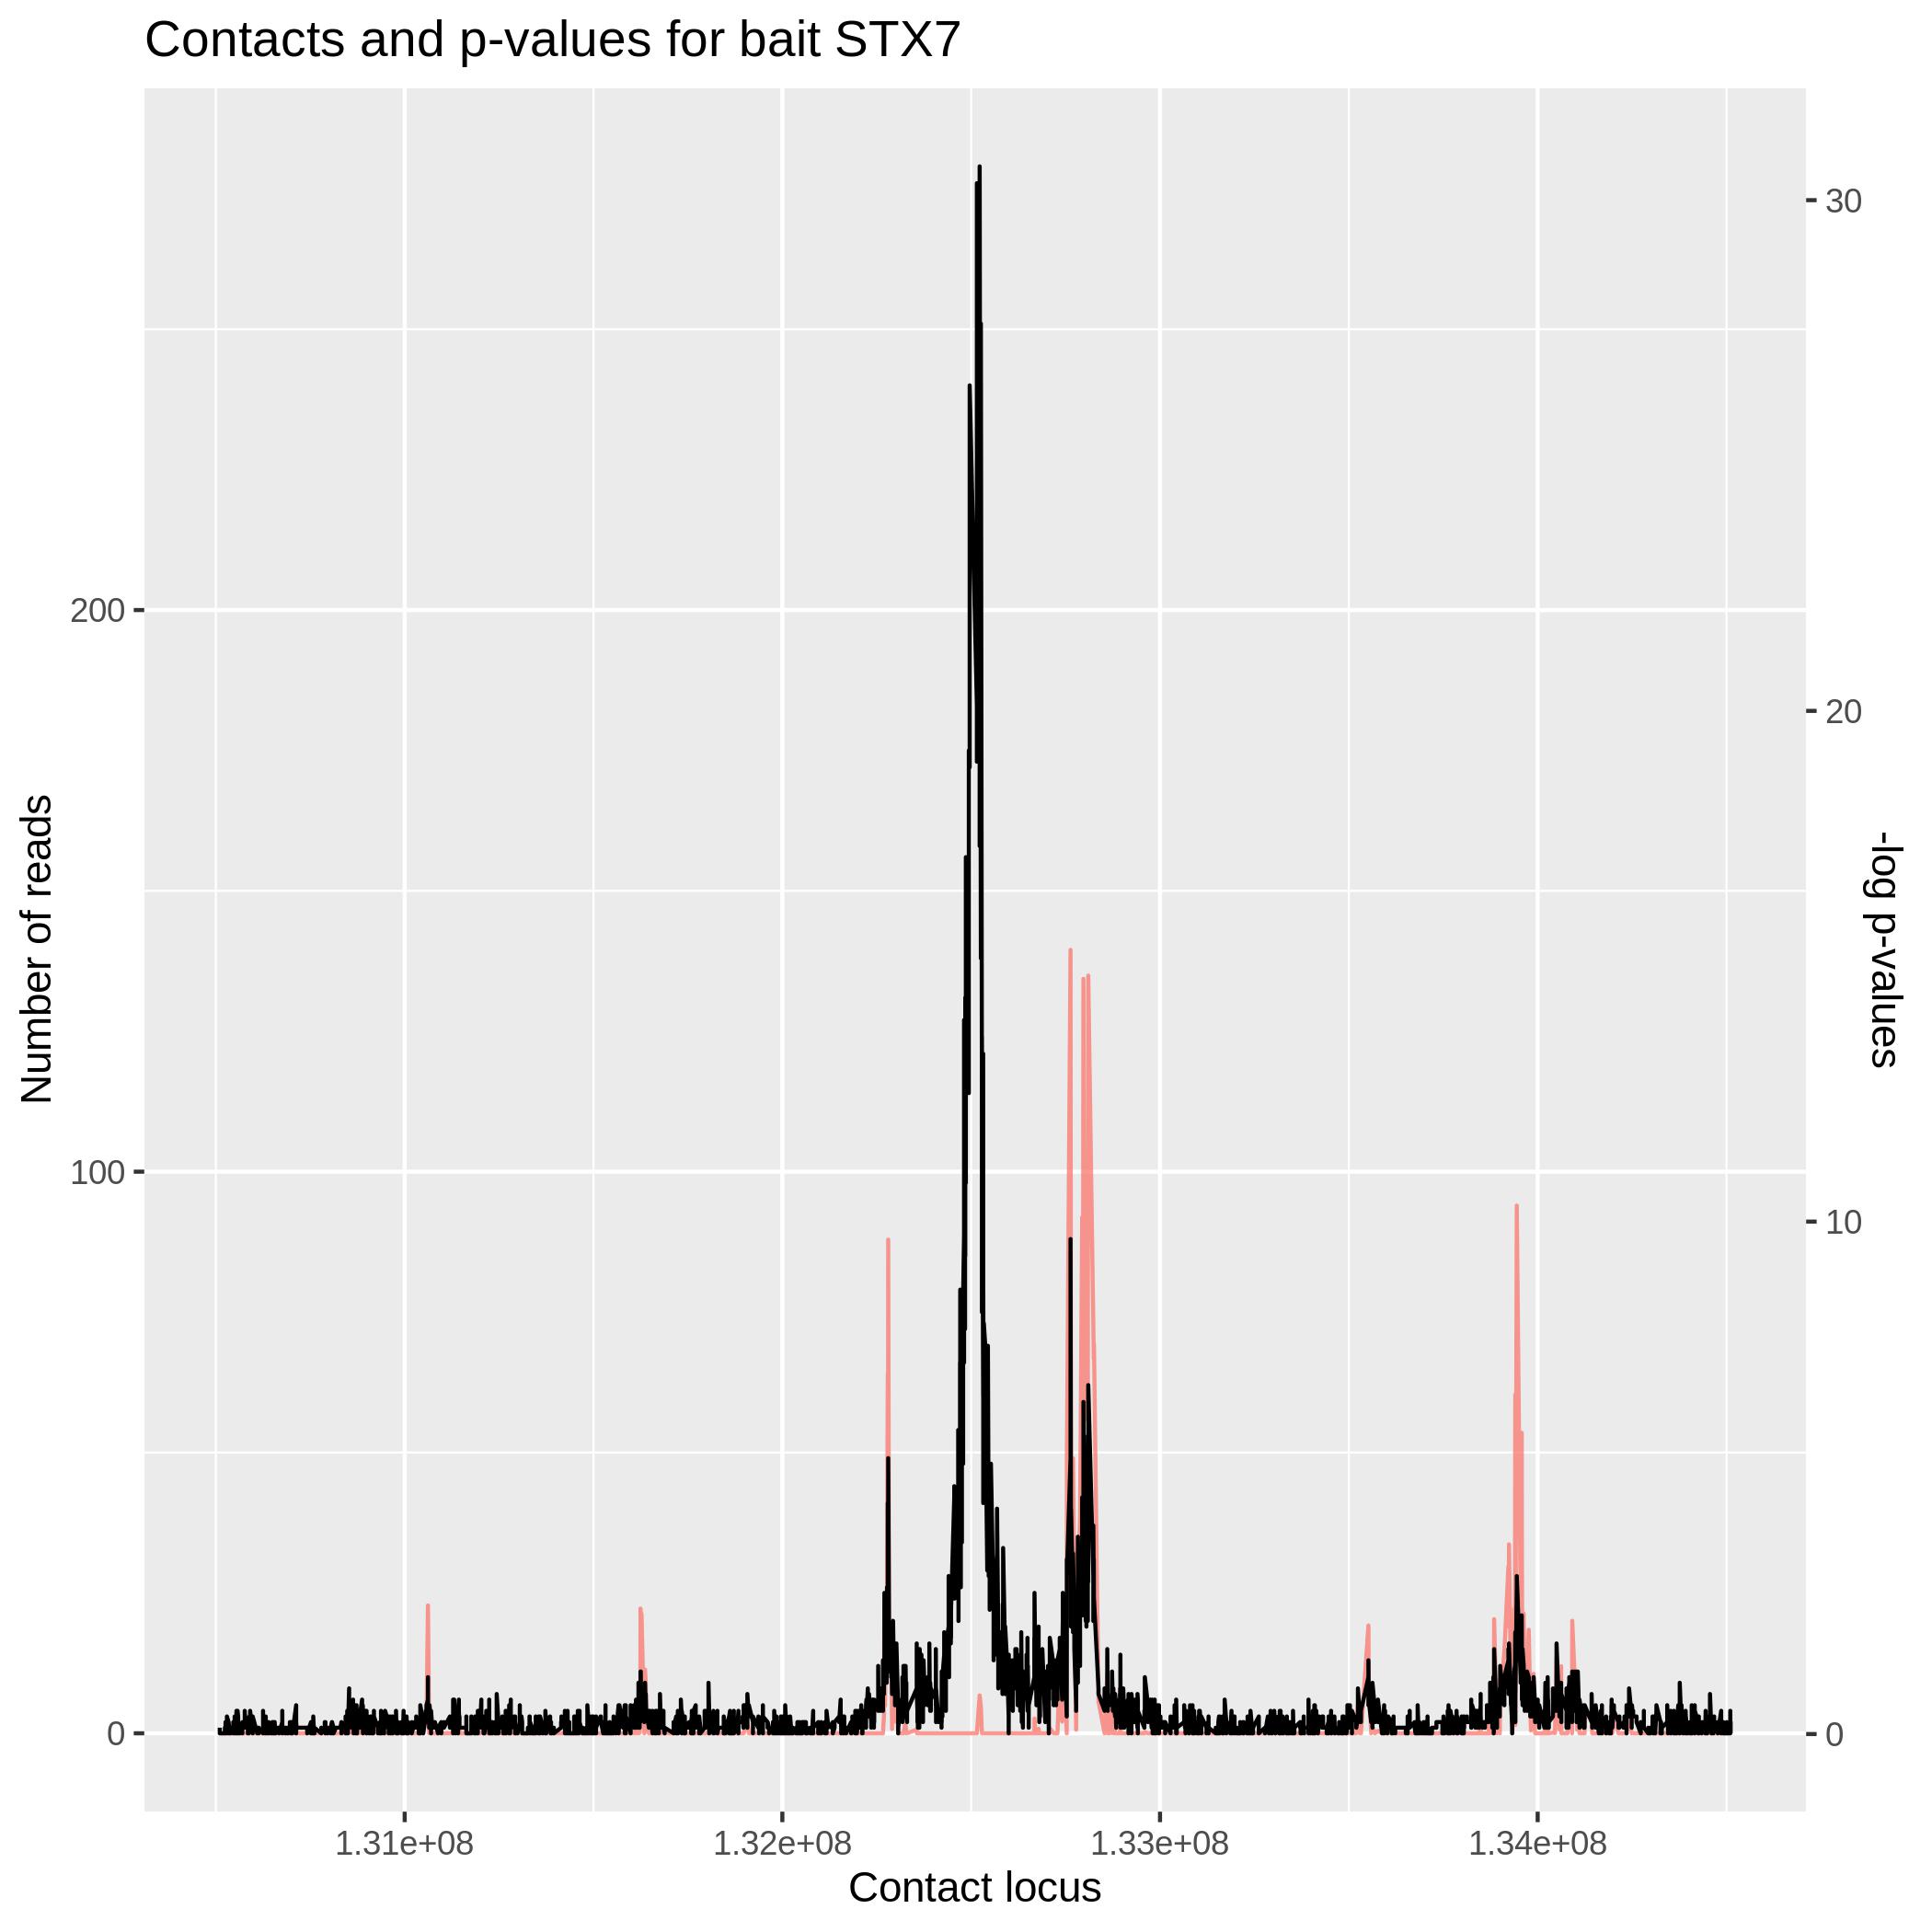 Contacts and p-values for bait STX7
30
20
10
0
200
100
0
Number of reads
-log p-values
1.31e+08
1.32e+08
1.33e+08
1.34e+08
Contact locus